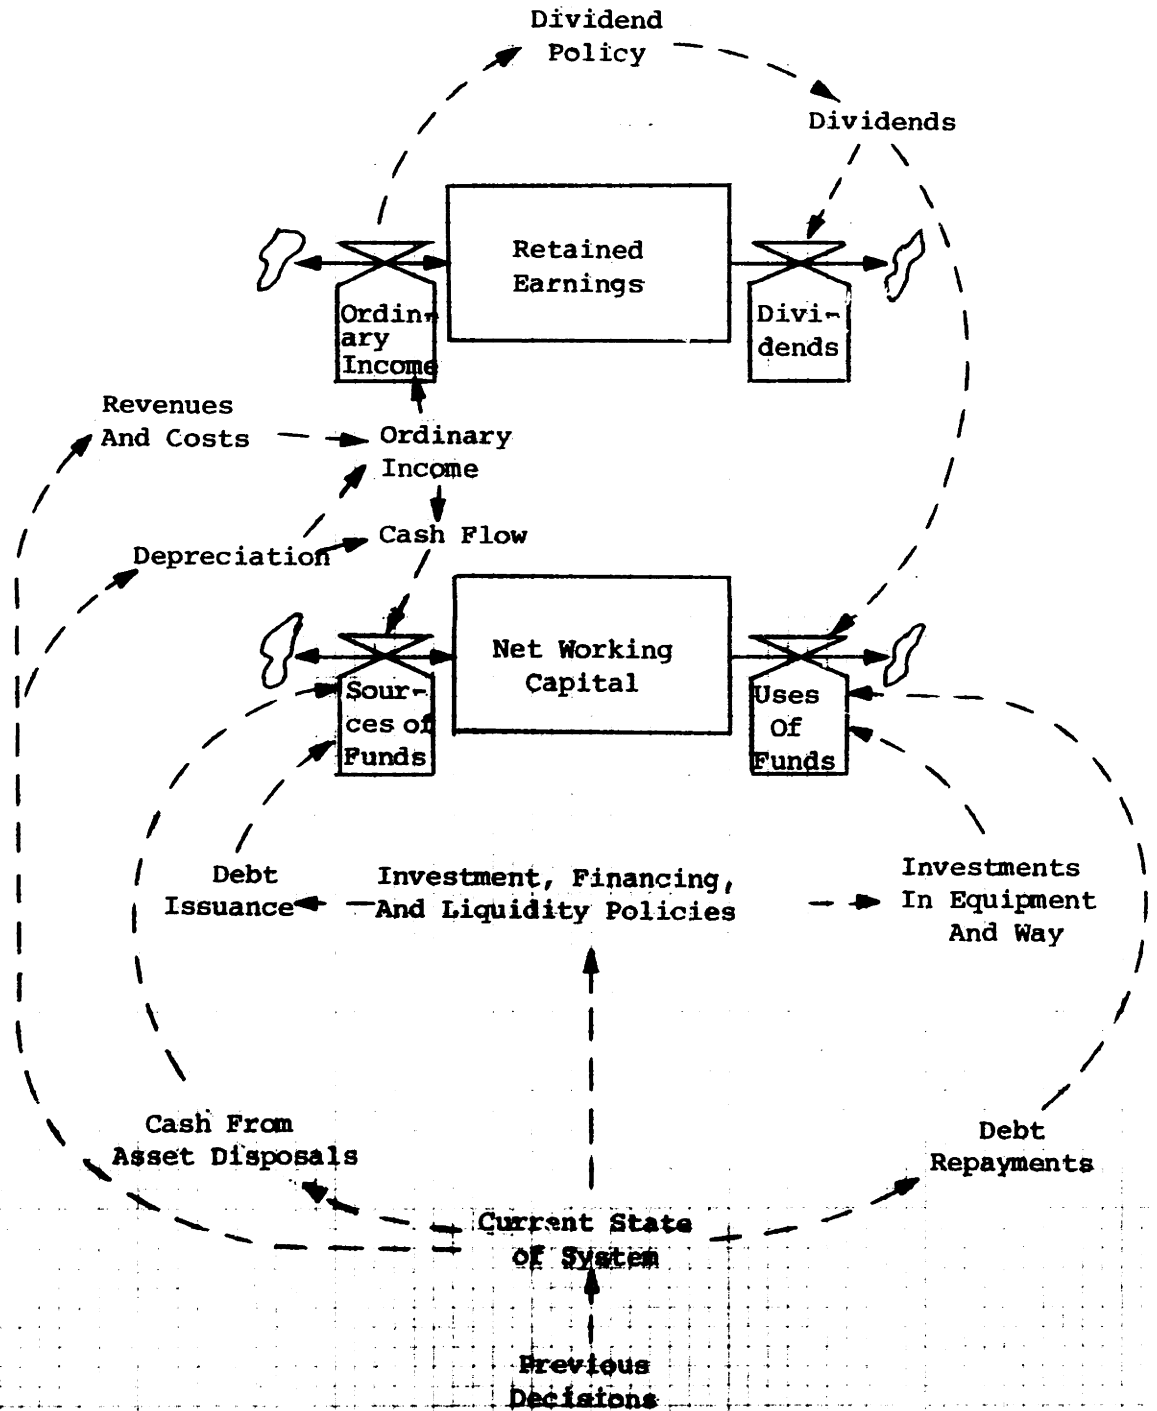 Dividend
Policy
Dividends
Retained
Earnings
Ordin-
ary
Income
Divi-
dends
Revenues
And Costs
Ordinary
Income
Cash Flow
Depreciation
Net Working
Capital
Sour-
ces of
Funds
Uses
Of
Funds
Debt
Issuance
Investment, Financing,
And Liquidity Policies
Investments
In Equipment
And Way
Cash From
Asset Disposals
Debt
Repayments
Current State
of System
Previous
Decisions